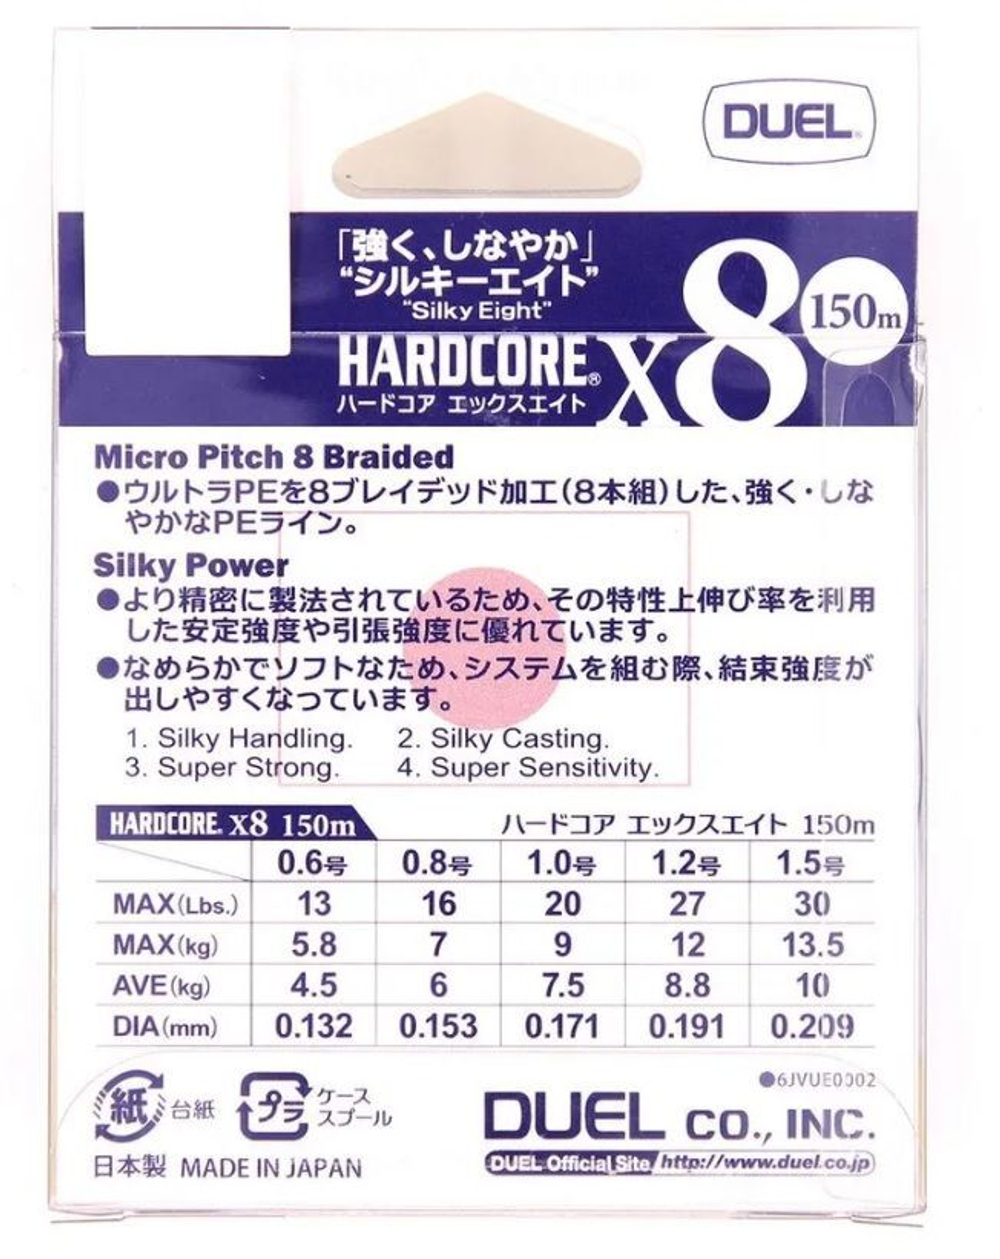 DUEL®
「強く、しなやか」
“シルキーエイト”
“Silky Eight”
HARDCORE® X8 150m
ハードコア エックスエイト
Micro Pitch 8 Braided
●ウルトラPEを8ブレイデッド加工(8本組)した、強く・しな
やかなPEライン。
Silky Power
●より精密に製法されているため、その特性上伸び率を利用
した安定強度や引張強度に優れています。
●なめらかでソフトなため、システムを組む際、結束強度が
出しやすくなっています。
1. Silky Handling. 2. Silky Casting.
3. Super Strong. 4. Super Sensitivity.
HARDCORE® X8 150m ハードコア エックスエイト 150m
0.6号 0.8号 1.0号 1.2号 1.5号
MAX(Lbs.) 13 16 20 27 30
MAX(kg) 5.8 7 9 12 13.5
AVE(kg) 4.5 6 7.5 8.8 10
DIA(mm) 0.132 0.153 0.171 0.191 0.209
●6JVUE0002
紙 台紙 プラ ケース
スプール
DUEL CO., INC.
日本製 MADE IN JAPAN
DUEL Official Site http://www.duel.co.jp